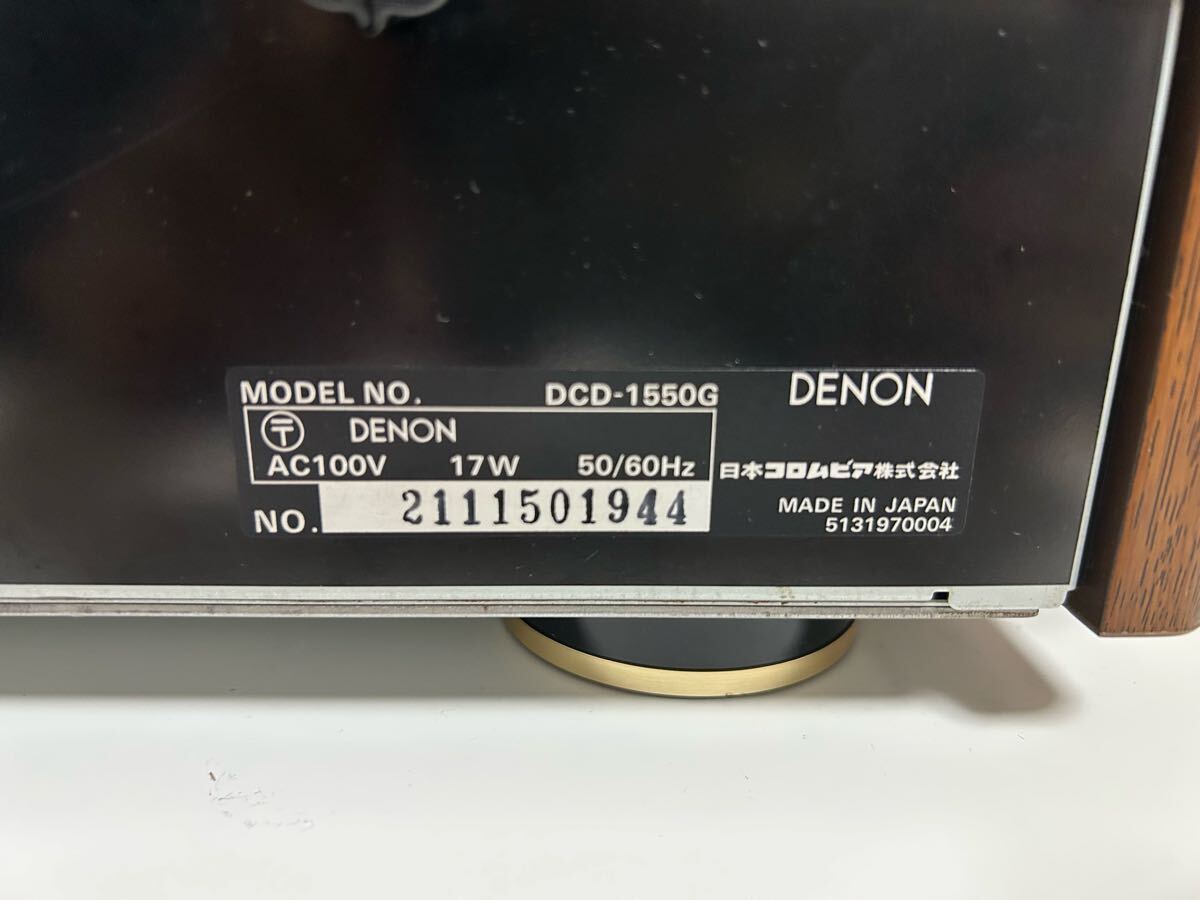 MODEL NO. DCD-1550G
〒 DENON
AC100V 17W 50/60Hz
NO. 2111501944
DENON
日本コロムビア株式会社
MADE IN JAPAN
5131970004